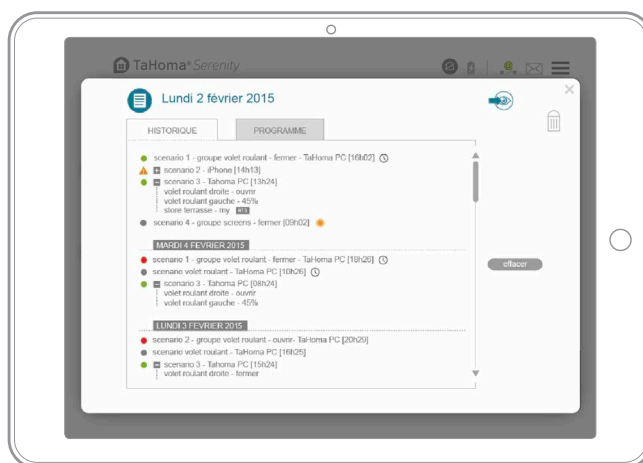 TaHoma® Serenity
Lundi 2 février 2015
HISTORIQUE
PROGRAMME
scenario 1 - groupe volet roulant - fermer - TaHoma PC [16h02]
scenario 2 - iPhone [14h13]
scenario 3 - Tahoma PC [13h24]
volet roulant droite - ouvrir
volet roulant gauche - 45%
store terrasse - my RTS
scenario 4 - groupe screens - fermer [09h02]
MARDI 4 FEVRIER 2015
scenario 1 - groupe volet roulant - fermer - TaHoma PC [18h26]
scenario volet roulant - TaHoma PC [10h26]
scenario 3 - Tahoma PC [08h24]
volet roulant droite - ouvrir
volet roulant gauche - 45%
effacer
LUNDI 3 FEVRIER 2015
scenario 2 - groupe volet roulant - ouvrir- TaHoma PC [20h29]
scenario volet roulant - TaHoma PC [16h25]
scenario 3 - Tahoma PC [15h24]
volet roulant droite - fermer